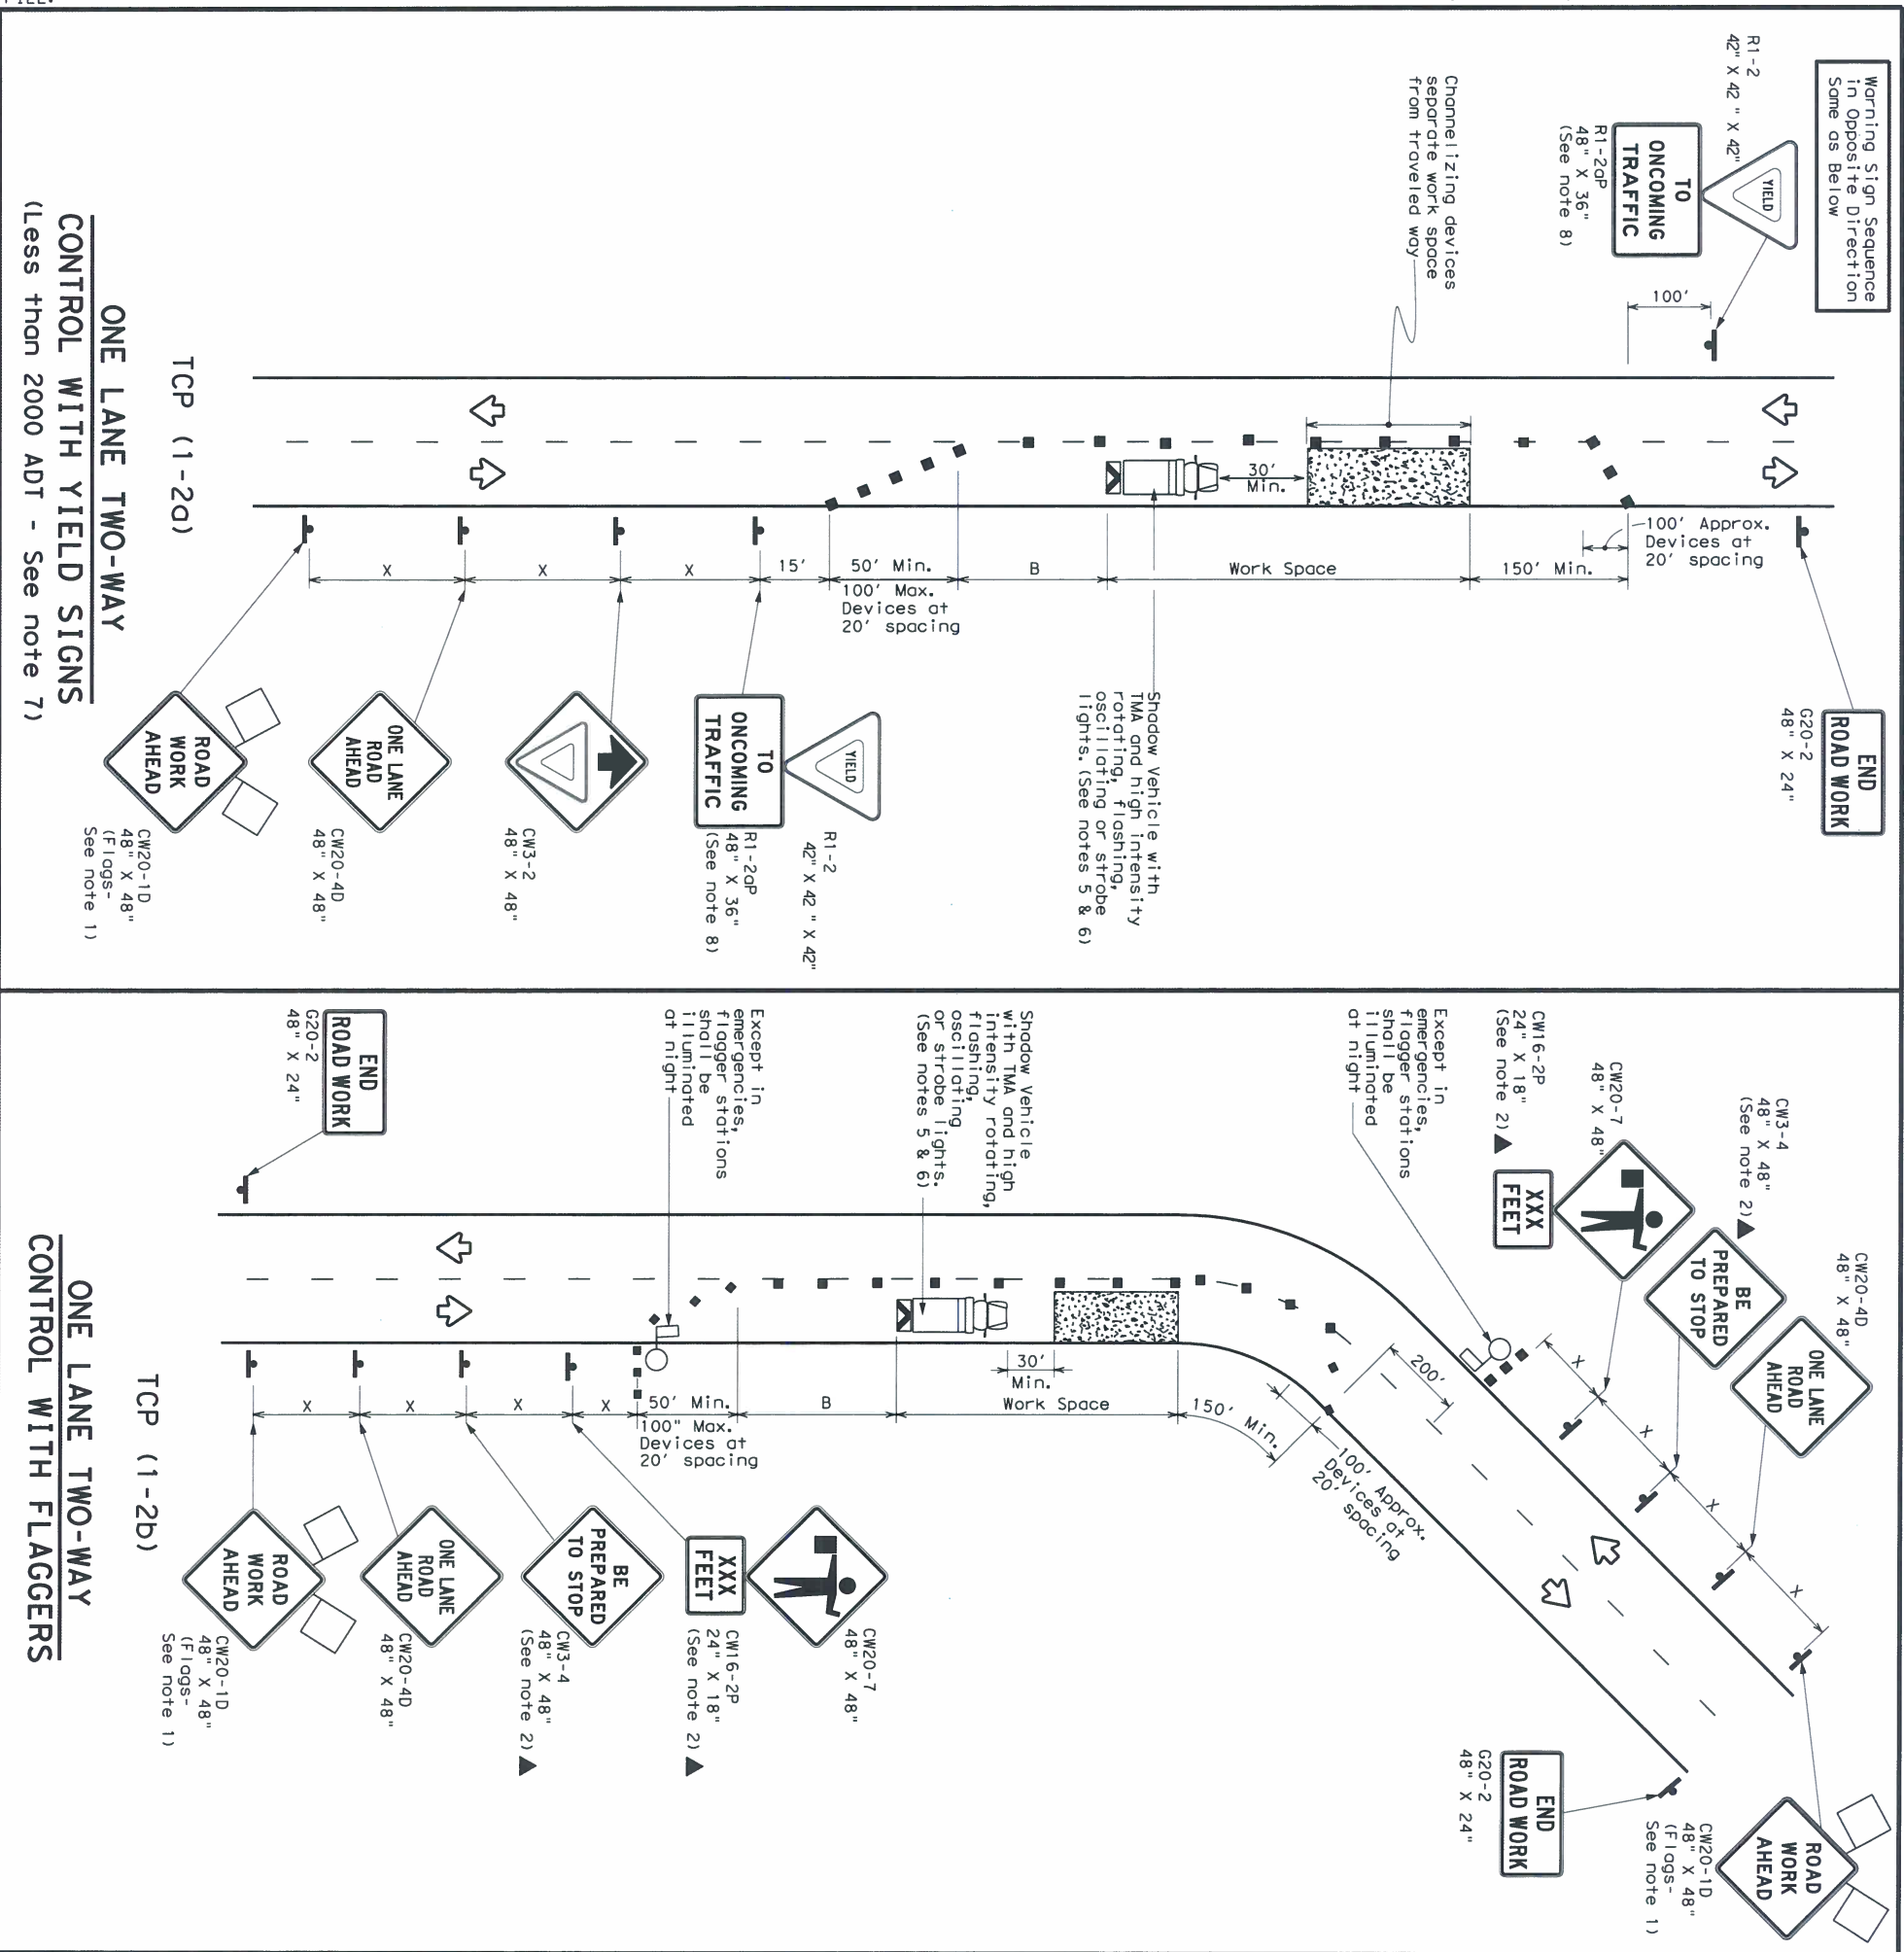 FILE:
Warning Sign Sequence
in Opposite Direction
Same as Below
R1-2
42" X 42 " X 42"
YIELD
TO
ONCOMING
TRAFFIC
R1-2aP
48" X 36"
(See note 8)
100'
Channelizing devices
separate work space
from traveled way
30'
Min.
100' Approx.
Devices at
20' spacing
X
X
X
15'
50' Min.
100' Max.
Devices at
20' spacing
B
Work Space
150' Min.
END
ROAD WORK
G20-2
48" X 24"
Shadow Vehicle with
TMA and high intensity
rotating, flashing,
oscillating or strobe
lights. (See notes 5 & 6)
YIELD
R1-2
42" X 42 " X 42"
TO
ONCOMING
TRAFFIC
R1-2aP
48" X 36"
(See note 8)
CW3-2
48" X 48"
ONE LANE
ROAD
AHEAD
CW20-4D
48" X 48"
ROAD
WORK
AHEAD
CW20-1D
48" X 48"
(Flags-
See note 1)
TCP (1-2a)
ONE LANE TWO-WAY
CONTROL WITH YIELD SIGNS
(Less than 2000 ADT - See note 7)
CW20-4D
48" X 48"
ONE LANE
ROAD
AHEAD
CW3-4
48" X 48"
(See note 2)▲
BE
PREPARED
TO STOP
CW20-7
48" X 48"
CW16-2P
24" X 18"
(See note 2)▲
XXX
FEET
Except in
emergencies,
flagger stations
shall be
illuminated
at night
X
X
X
X
200'
ROAD
WORK
AHEAD
CW20-1D
48" X 48"
(Flags-
See note 1)
END
ROAD WORK
G20-2
48" X 24"
100' Approx.
Devices at
20' spacing
150' Min.
Shadow Vehicle
with TMA and high
intensity rotating,
flashing,
oscillating
or strobe lights.
(See notes 5 & 6)
Except in
emergencies,
flagger stations
shall be
illuminated
at night
30'
Min.
Work Space
B
50' Min.
100" Max.
Devices at
20' spacing
X
X
X
X
END
ROAD WORK
G20-2
48" X 24"
CW20-7
48" X 48"
XXX
FEET
CW16-2P
24" X 18"
(See note 2)▲
BE
PREPARED
TO STOP
CW3-4
48" X 48"
(See note 2)▲
ONE LANE
ROAD
AHEAD
CW20-4D
48" X 48"
ROAD
WORK
AHEAD
CW20-1D
48" X 48"
(Flags-
See note 1)
TCP (1-2b)
ONE LANE TWO-WAY
CONTROL WITH FLAGGERS